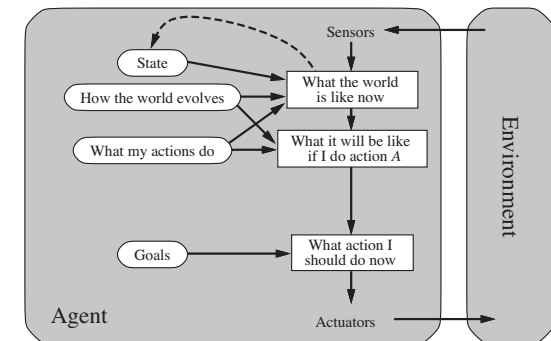 Sensors
State
What the world
is like now
How the world evolves
What it will be like
if I do action A
What my actions do
Environment
What action I
should do now
Goals
Agent
Actuators